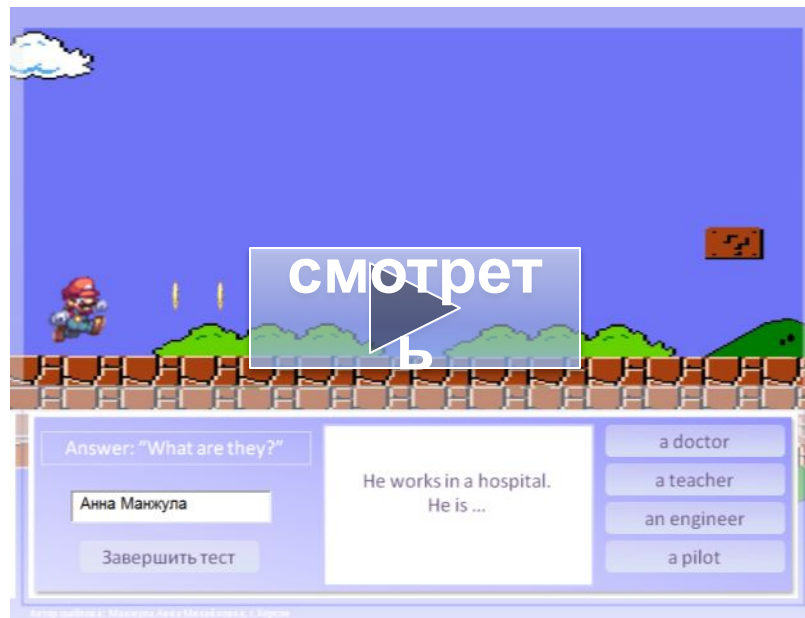 смотрет
ь
Answer: “What are they?”
Анна Манжула
Завершить тест
He works in a hospital.
He is ...
a doctor
a teacher
an engineer
a pilot